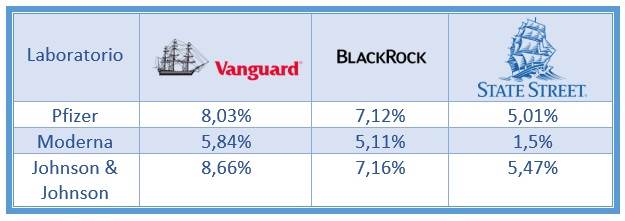 Laboratorio Vanguard® BLACKROCK STATE STREET.
Pfizer 8,03% 7,12% 5,01%
Moderna 5,84% 5,11% 1,5%
Johnson & 8,66% 7,16% 5,47%
Johnson